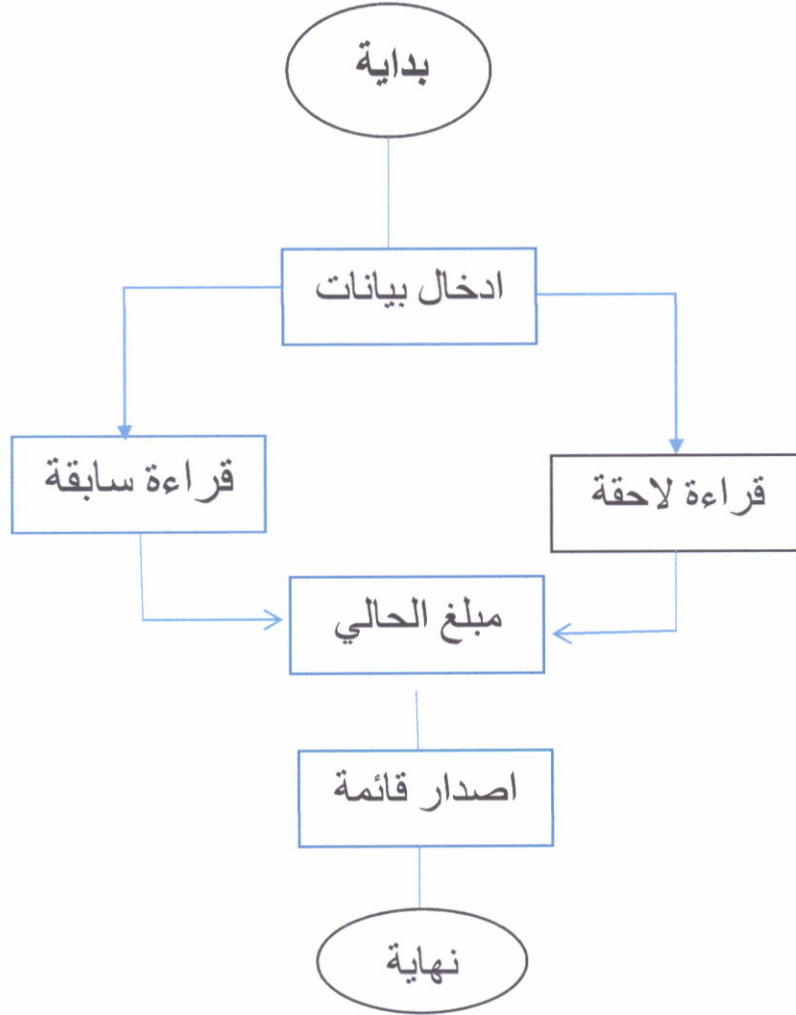 بداية
ادخال بيانات
قراءة لاحقة
قراءة سابقة
مبلغ الحالي
اصدار قائمة
نهاية